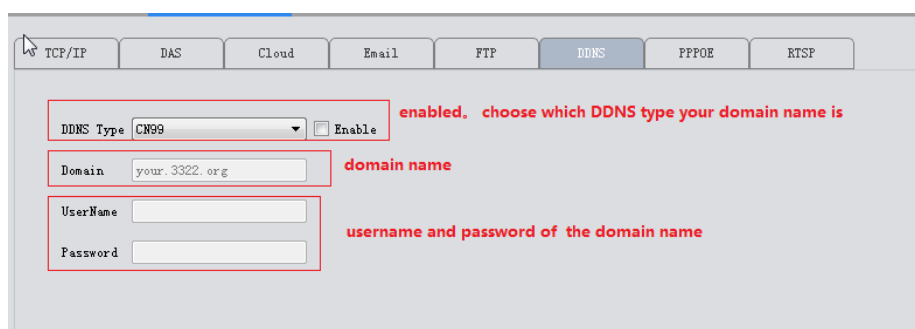 TCP/IP DAS Cloud Email FTP DDNS PPPOE RTSP
enabled。 choose which DDNS type your domain name is
DDNS Type CN99 Enable
Domain your.3322.org domain name
UserName
username and password of the domain name
Password